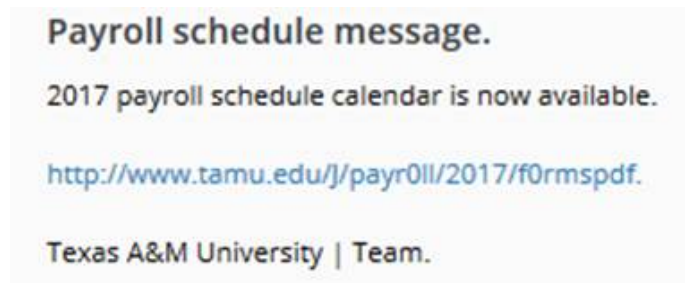 Payroll schedule message.
2017 payroll schedule calendar is now available.
http://www.tamu.edu/J/payr0ll/2017/f0rmspdf.
Texas A&M University | Team.